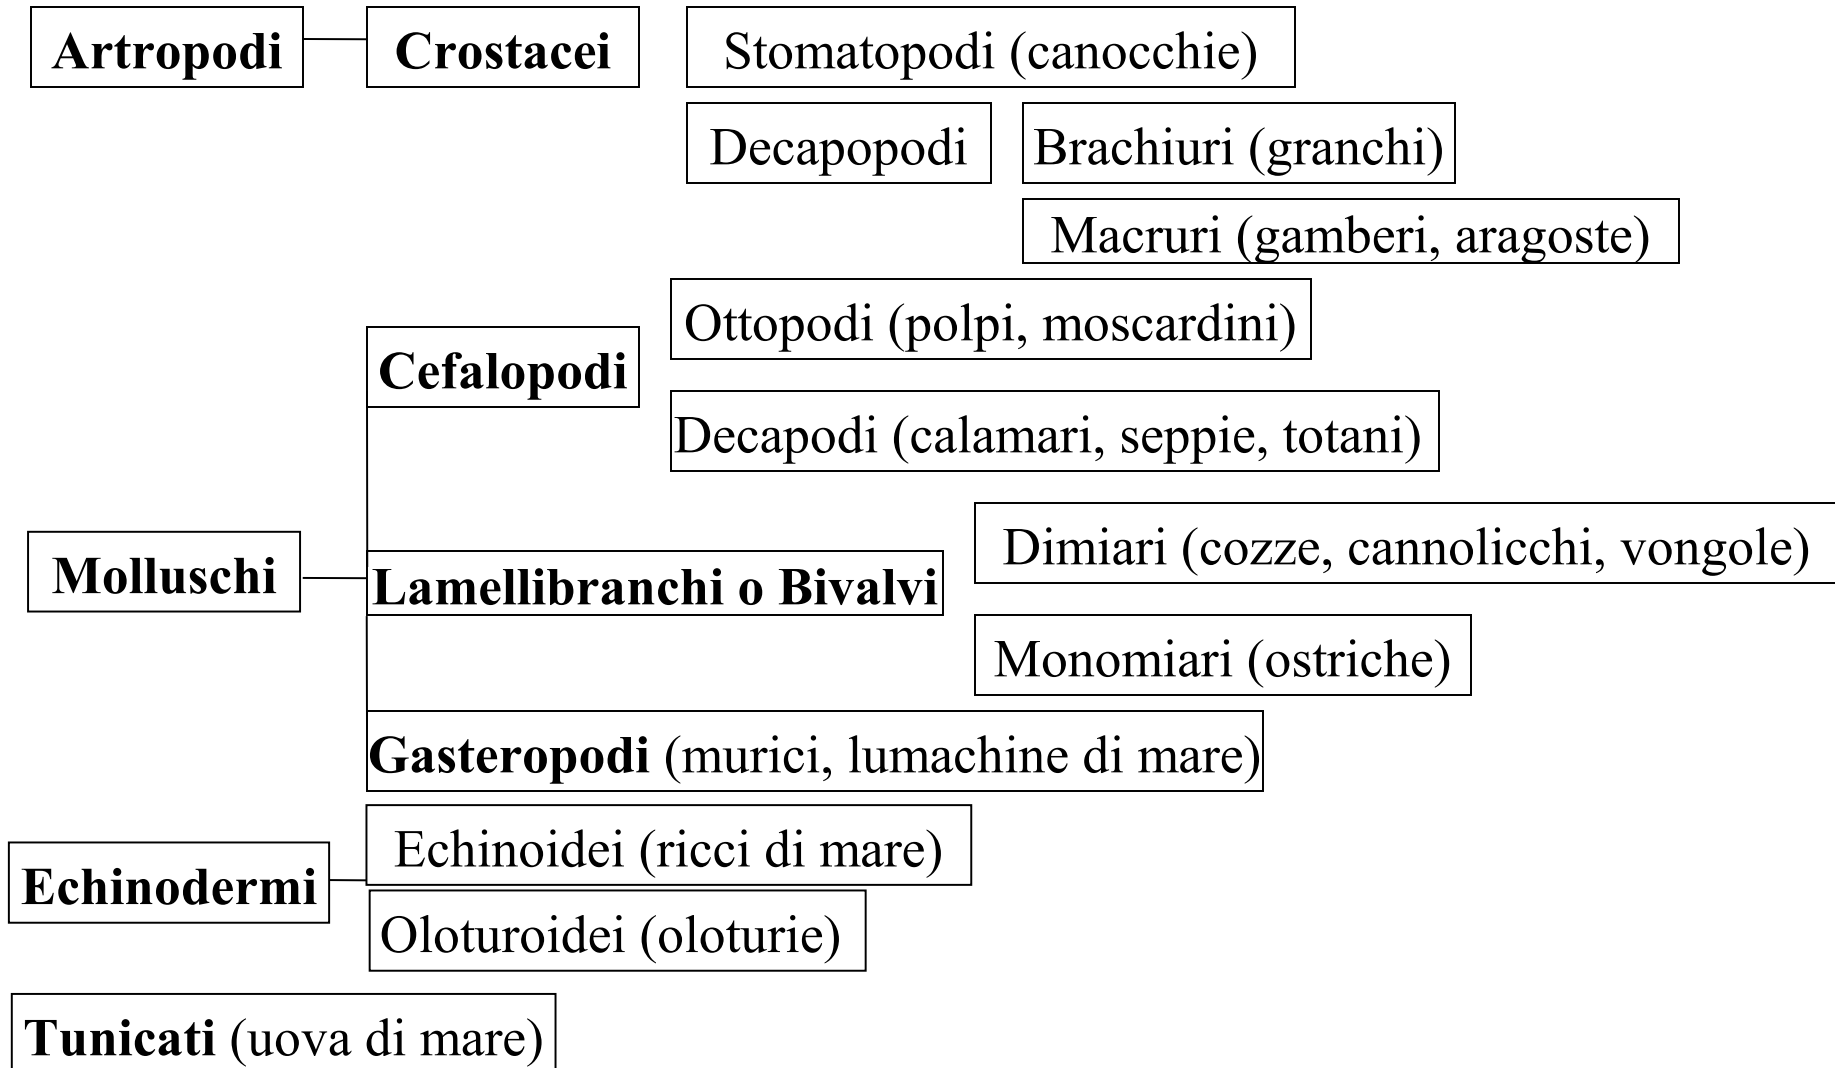 Artropodi
Crostacei
Stomatopodi (canocchie)
Decapopodi
Brachiuri (granchi)
Macruri (gamberi, aragoste)
Ottopodi (polpi, moscardini)
Cefalopodi
Decapodi (calamari, seppie, totani)
Molluschi
Lamellibranchi o Bivalvi
Dimiari (cozze, cannolicchi, vongole)
Monomiari (ostriche)
Gasteropodi (murici, lumachine di mare)
Echinodermi
Echinoidei (ricci di mare)
Oloturoidei (oloturie)
Tunicati (uova di mare)